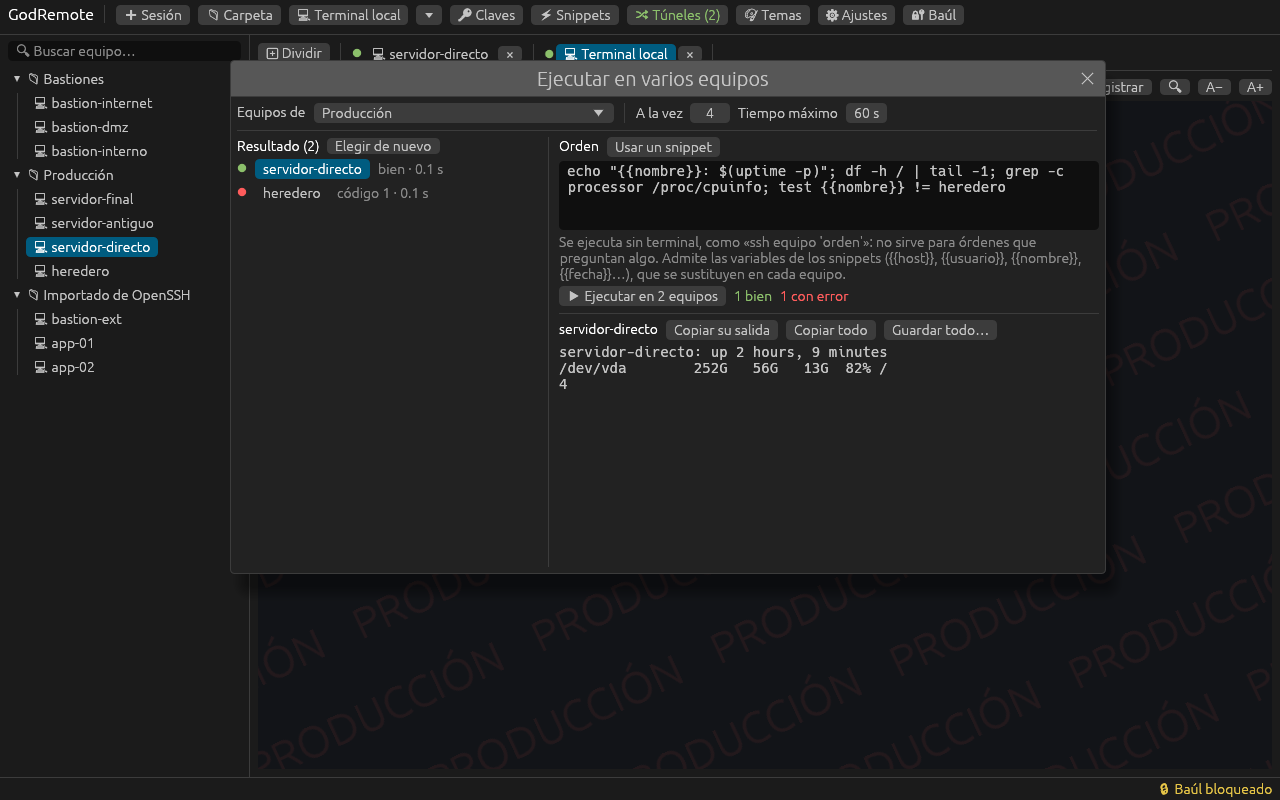 GodRemote
+ Sesión
Carpeta
Terminal local
Claves
Snippets
Túneles (2)
Temas
Ajustes
Baúl
Buscar equipo…
Dividir
servidor-directo ×
Terminal local ×
gistrar
A−
A+
Bastiones
bastion-internet
bastion-dmz
bastion-interno
Producción
servidor-final
servidor-antiguo
servidor-directo
heredero
Importado de OpenSSH
bastion-ext
app-01
app-02
Ejecutar en varios equipos
Equipos de Producción A la vez 4 Tiempo máximo 60 s
Resultado (2) Elegir de nuevo
servidor-directo bien · 0.1 s
heredero código 1 · 0.1 s
Orden Usar un snippet
echo "{{nombre}}: $(uptime -p)"; df -h / | tail -1; grep -c
processor /proc/cpuinfo; test {{nombre}} != heredero
Se ejecuta sin terminal, como «ssh equipo 'orden'»: no sirve para órdenes que
preguntan algo. Admite las variables de los snippets ({{host}}, {{usuario}}, {{nombre}},
{{fecha}}…), que se sustituyen en cada equipo.
Ejecutar en 2 equipos 1 bien 1 con error
servidor-directo Copiar su salida Copiar todo Guardar todo…
servidor-directo: up 2 hours, 9 minutes
/dev/vda 252G 56G 13G 82% /
4
PRODUCCIÓN
PRODUCCIÓN
PRODUCCIÓN
PRODUCCIÓN
PRODUCCIÓN
PRODUCCIÓN
PRODUCCIÓN
Baúl bloqueado